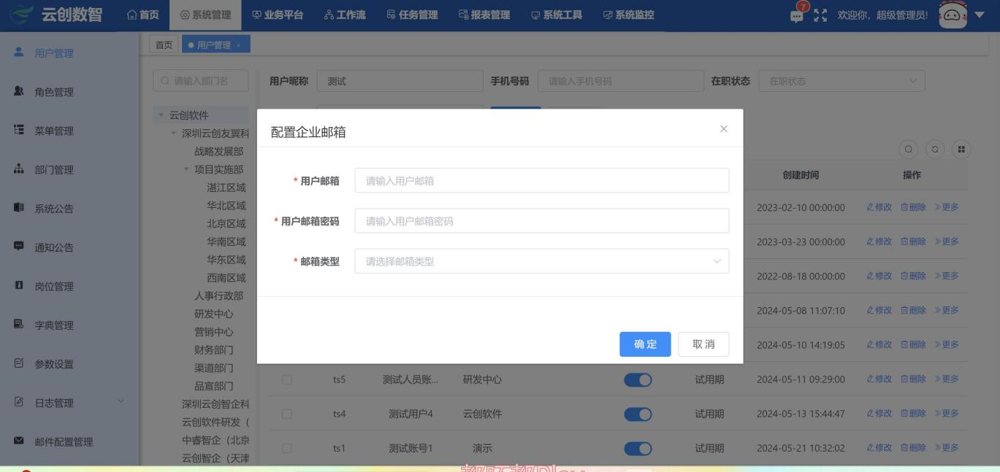 云创数智 首页 系统管理 业务平台 工作流 任务管理 报表管理 系统工具 系统监控 7 欢迎你，超级管理员!
首页 用户管理 ×
用户管理
角色管理
菜单管理
部门管理
系统公告
通知公告
岗位管理
字典管理
参数设置
日志管理
邮件配置管理
请输入部门名
云创软件
深圳云创友翼科
战略发展部
项目实施部
湛江区域
华北区域
北京区域
华南区域
华东区域
西南区域
人事行政部
研发中心
营销中心
财务部门
渠道部门
品宣部门
深圳云创智企科
云创软件研发（
中睿智企（北京
云创智企（天津
用户昵称 测试 手机号码 请输入手机号码 在职状态 在职状态
配置企业邮箱
* 用户邮箱 请输入用户邮箱
* 用户邮箱密码 请输入用户邮箱密码
* 邮箱类型 请选择邮箱类型
确 定 取 消
创建时间 操作
2023-02-10 00:00:00 修改 删除 更多
2023-03-23 00:00:00 修改 删除 更多
2022-08-18 00:00:00 修改 删除 更多
2024-05-08 11:07:10 修改 删除 更多
2024-05-10 14:19:05 修改 删除 更多
ts5 测试人员账... 研发中心 试用期 2024-05-11 09:29:00 修改 删除 更多
ts4 测试用户4 云创软件 试用期 2024-05-13 15:44:47 修改 删除 更多
ts1 测试账号1 演示 试用期 2024-05-21 10:32:02 修改 删除 更多